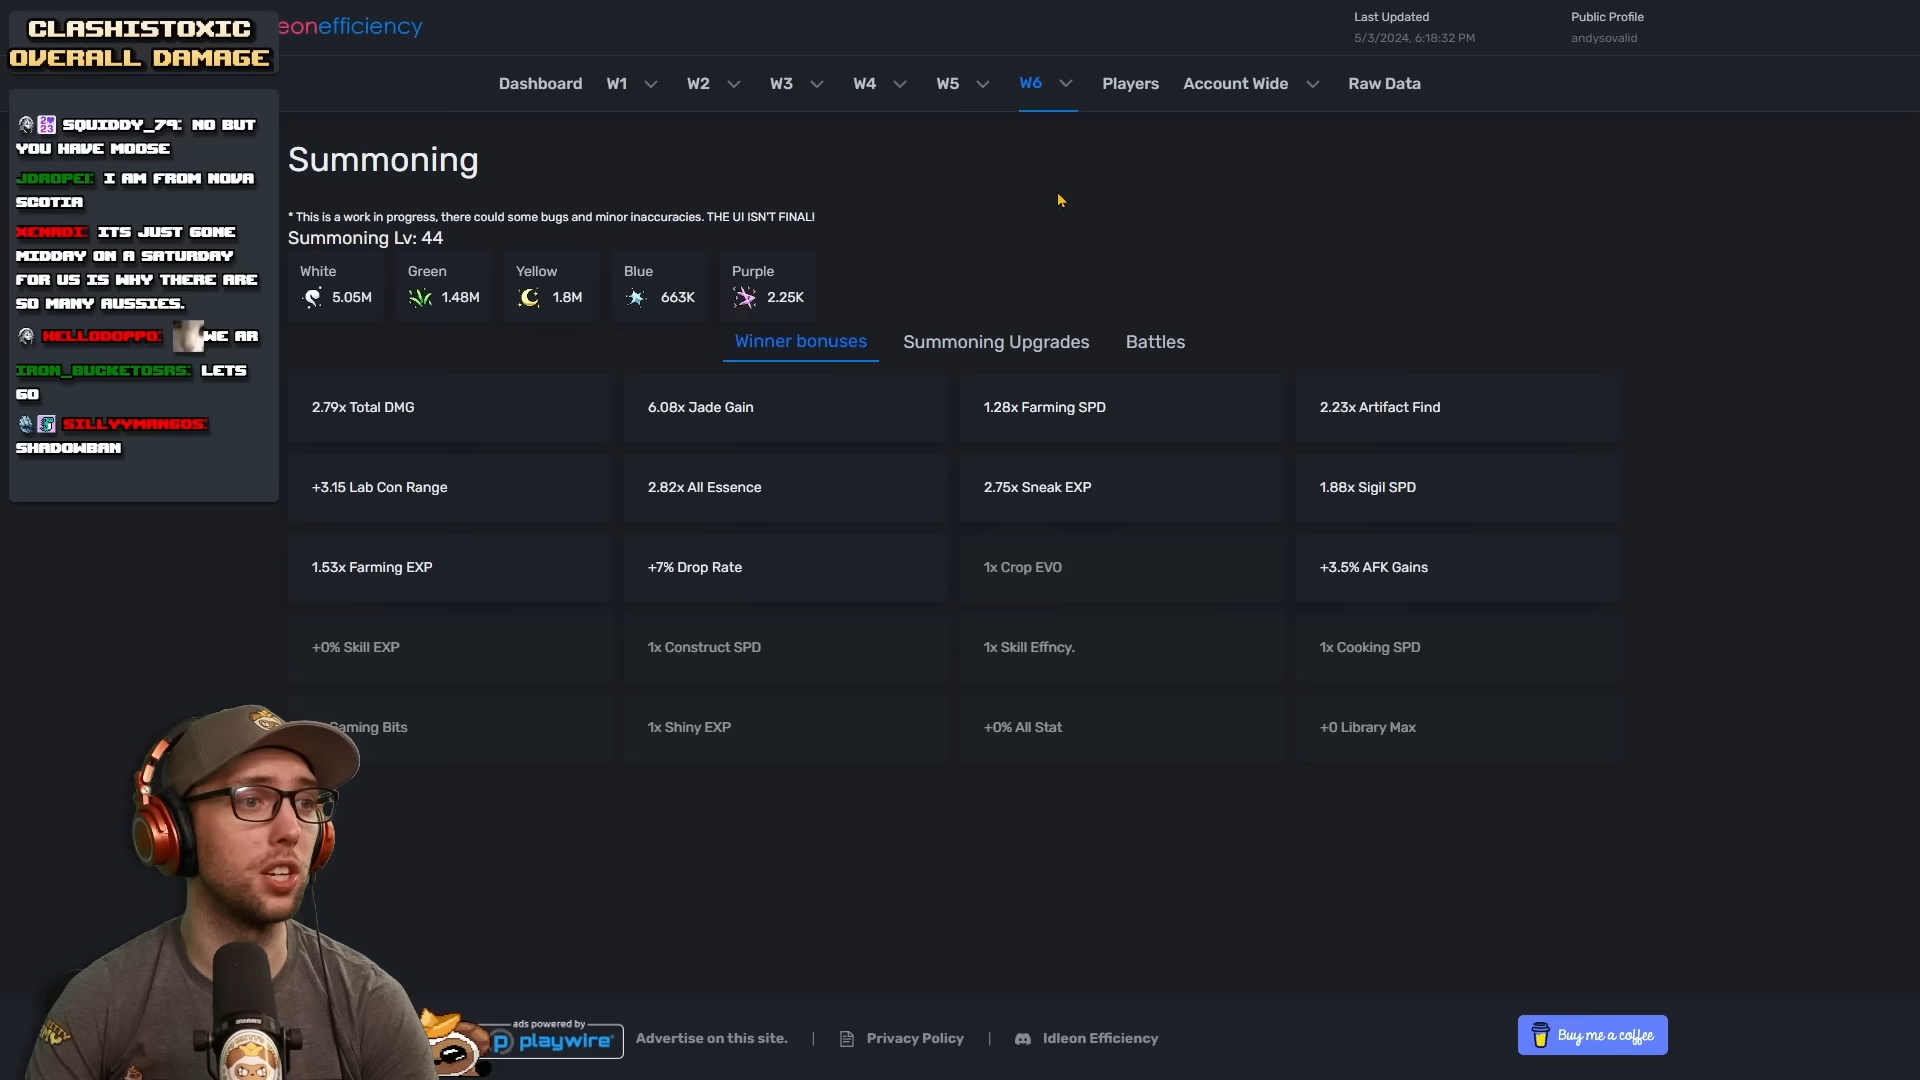 CLASHISTOXIC
OVERALL DAMAGE
eonefficiency
Last Updated
5/3/2024, 6:18:32 PM
Public Profile
andysovalid
Dashboard W1 W2 W3 W4 W5 W6 Players Account Wide Raw Data
SQUIDDY_79: NO BUT
YOU HAVE MOOSE
JDROPEI: I AM FROM NOVA
SCOTIA
XENADI: ITS JUST GONE
MIDDAY ON A SATURDAY
FOR US IS WHY THERE ARE
SO MANY AUSSIES.
HELLODOPPO: WE AR
IRON_BUCKETOSRS: LETS
GO
SILLYYMANGOS:
SHADOWBAN
Summoning
* This is a work in progress, there could some bugs and minor inaccuracies. THE UI ISN'T FINAL!
Summoning Lv: 44
White Green Yellow Blue Purple
5.05M 1.48M 1.8M 663K 2.25K
Winner bonuses Summoning Upgrades Battles
2.79x Total DMG 6.08x Jade Gain 1.28x Farming SPD 2.23x Artifact Find
+3.15 Lab Con Range 2.82x All Essence 2.75x Sneak EXP 1.88x Sigil SPD
1.53x Farming EXP +7% Drop Rate 1x Crop EVO +3.5% AFK Gains
+0% Skill EXP 1x Construct SPD 1x Skill Effncy. 1x Cooking SPD
Gaming Bits 1x Shiny EXP +0% All Stat +0 Library Max
ads powered by
playwire
Advertise on this site. | Privacy Policy | Idleon Efficiency
Buy me a coffee